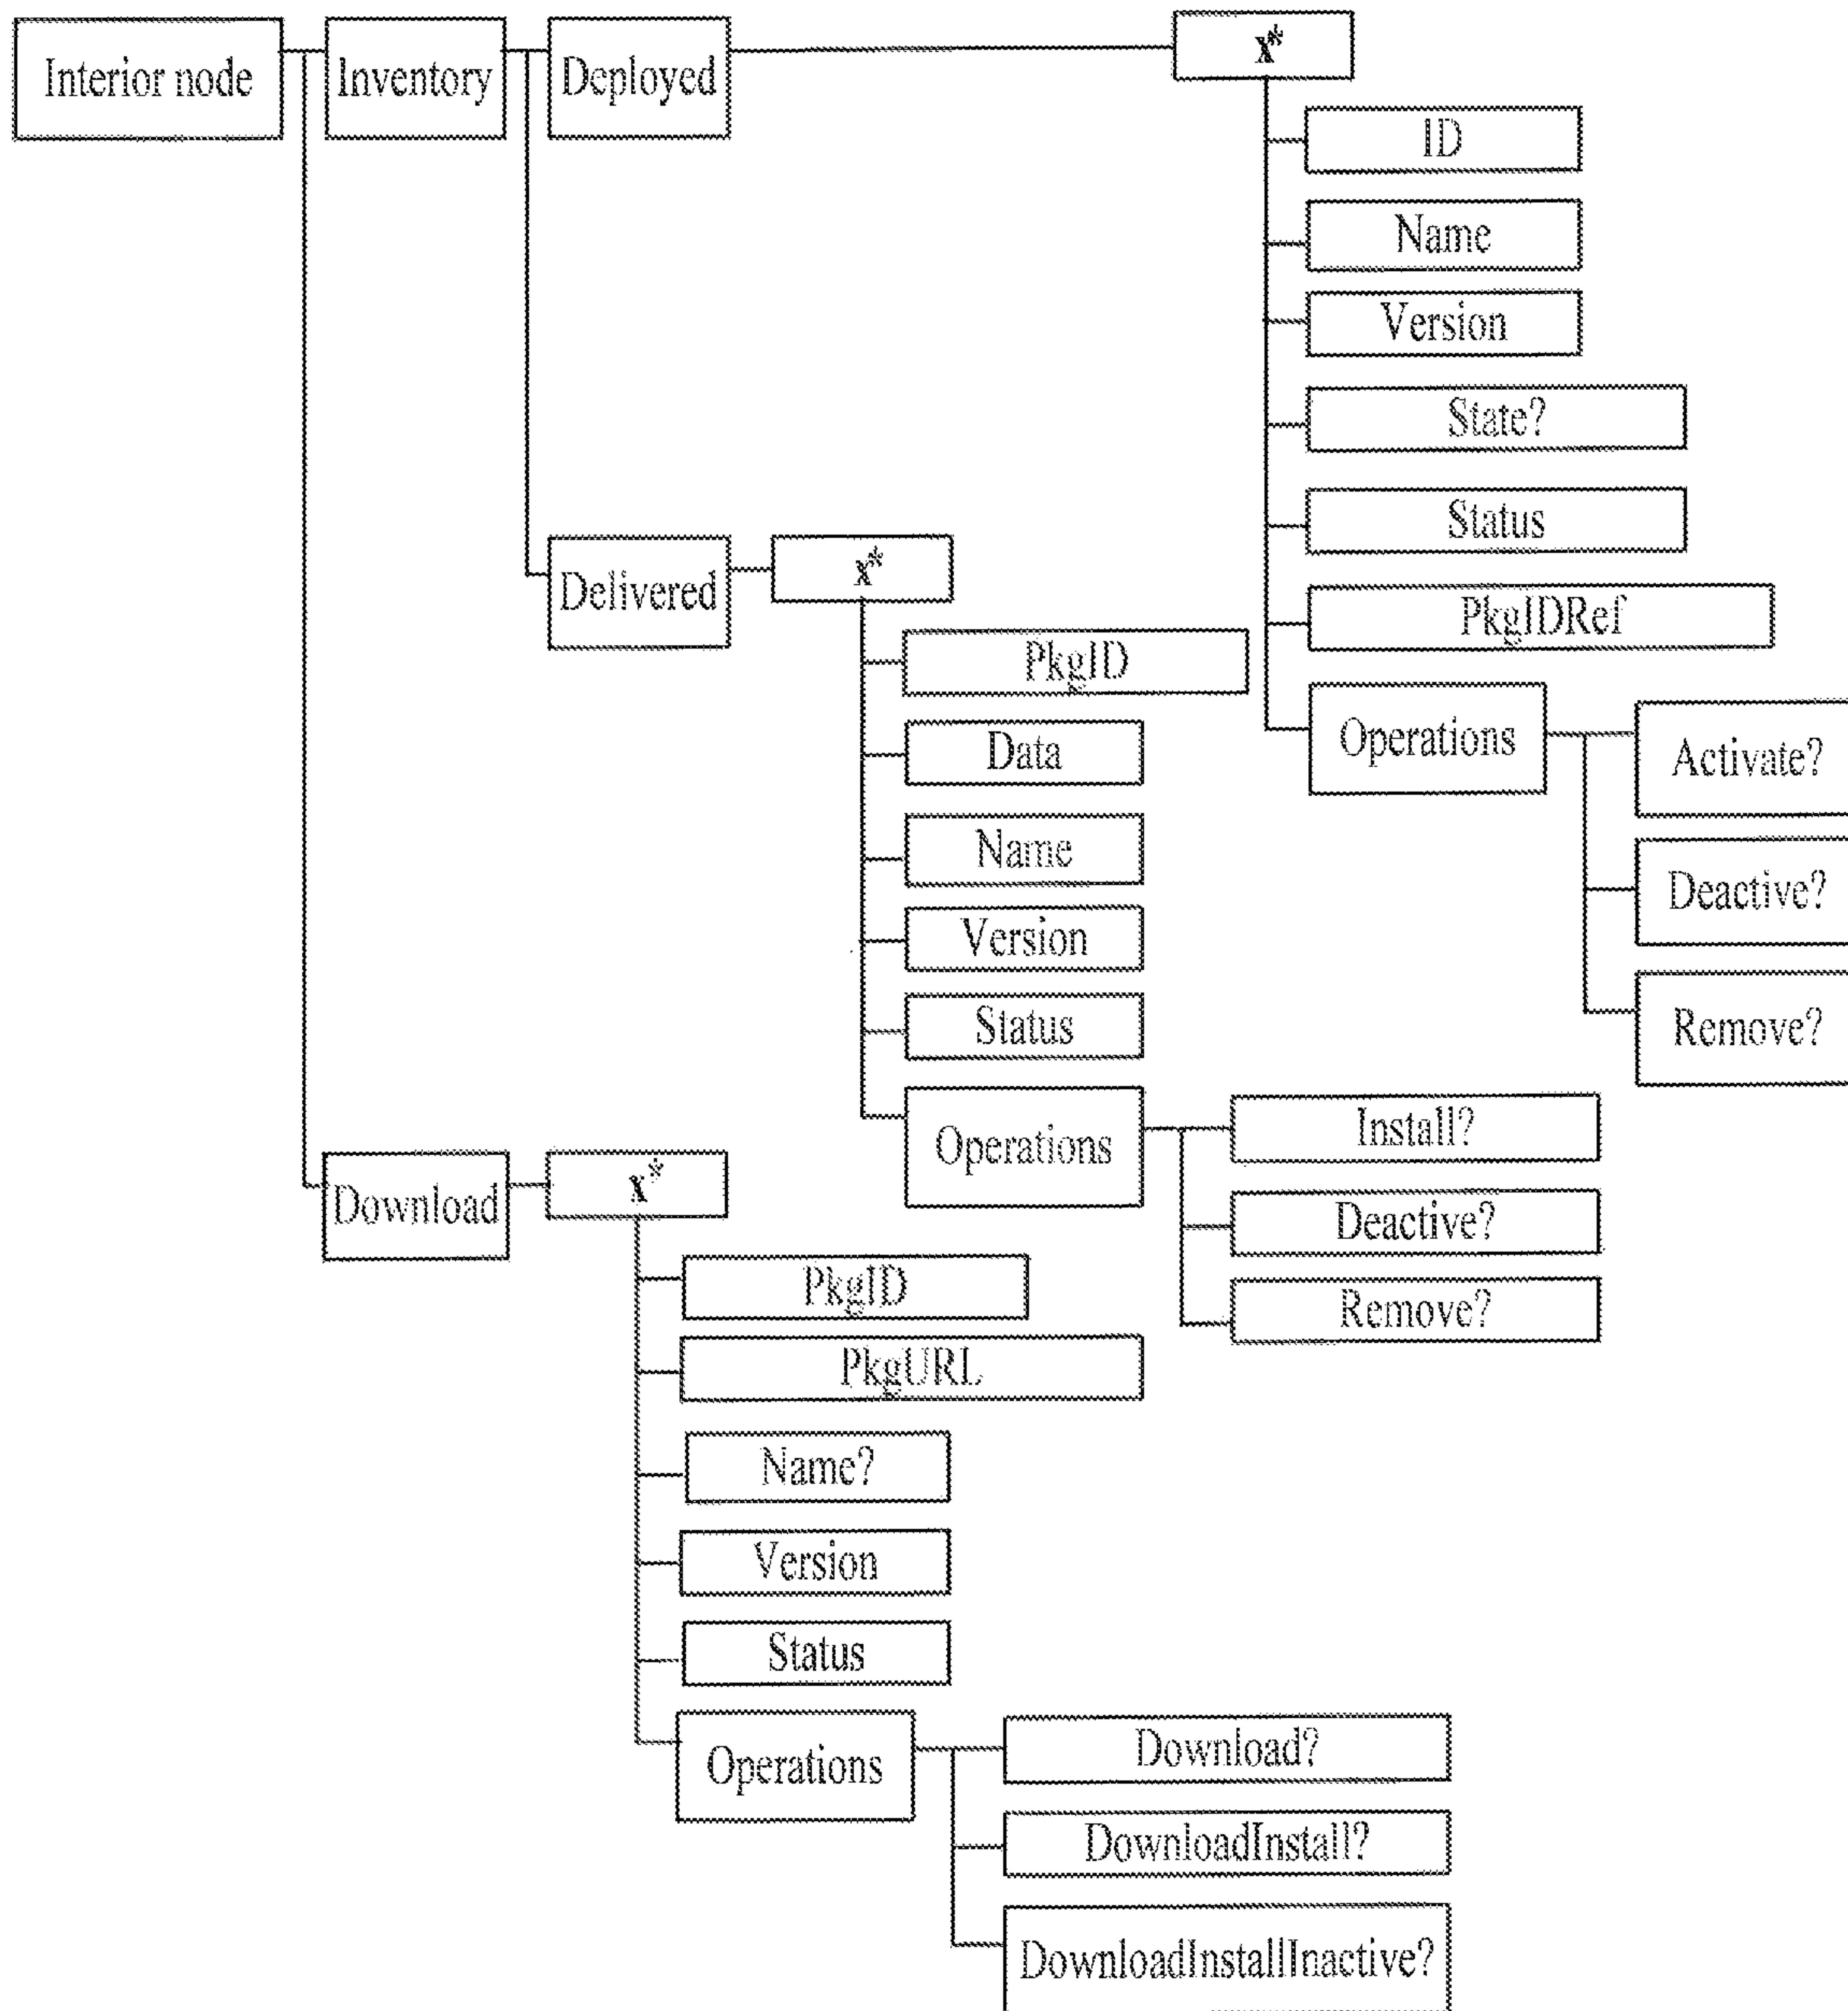 Interior node
Inventory
Deployed
x*
ID
Name
Version
State?
Status
PkgIDRef
Operations
Activate?
Deactive?
Remove?
Delivered
x*
PkgID
Data
Name
Version
Status
Operations
Install?
Deactive?
Remove?
Download
x*
PkgID
PkgURL
Name?
Version
Status
Operations
Download?
DownloadInstall?
DownloadInstallInactive?